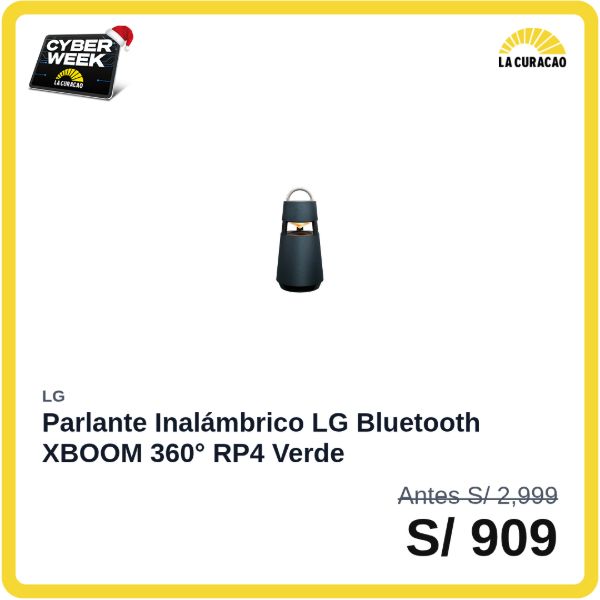 CYBER
WEEK
LA CURACAO
LA CURACAO
LG
Parlante Inalámbrico LG Bluetooth
XBOOM 360° RP4 Verde
Antes S/ 2,999
S/ 909